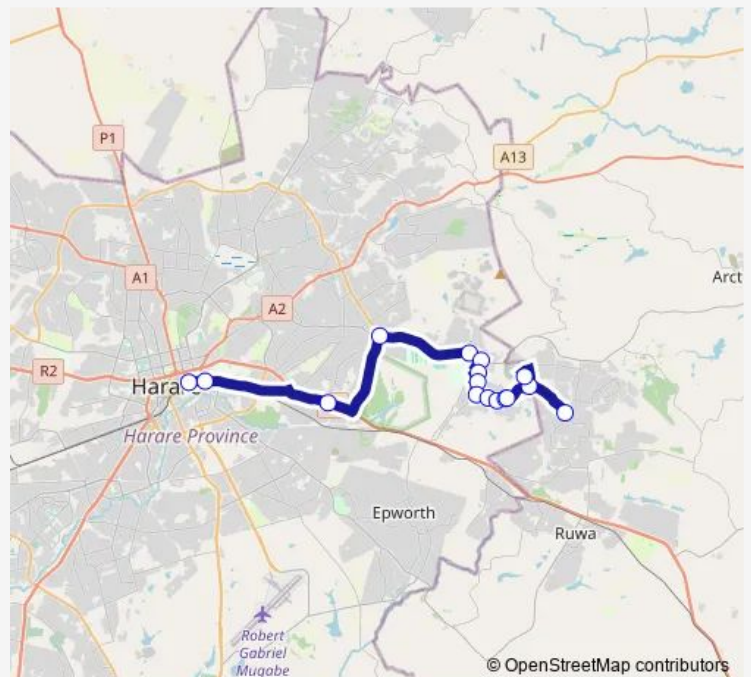 P1
A13
A1
A2
Arct
R2
Harare
Harare Province
Epworth
Ruwa
Robert
Gabriel
Mugabe
© OpenStreetMap contributors